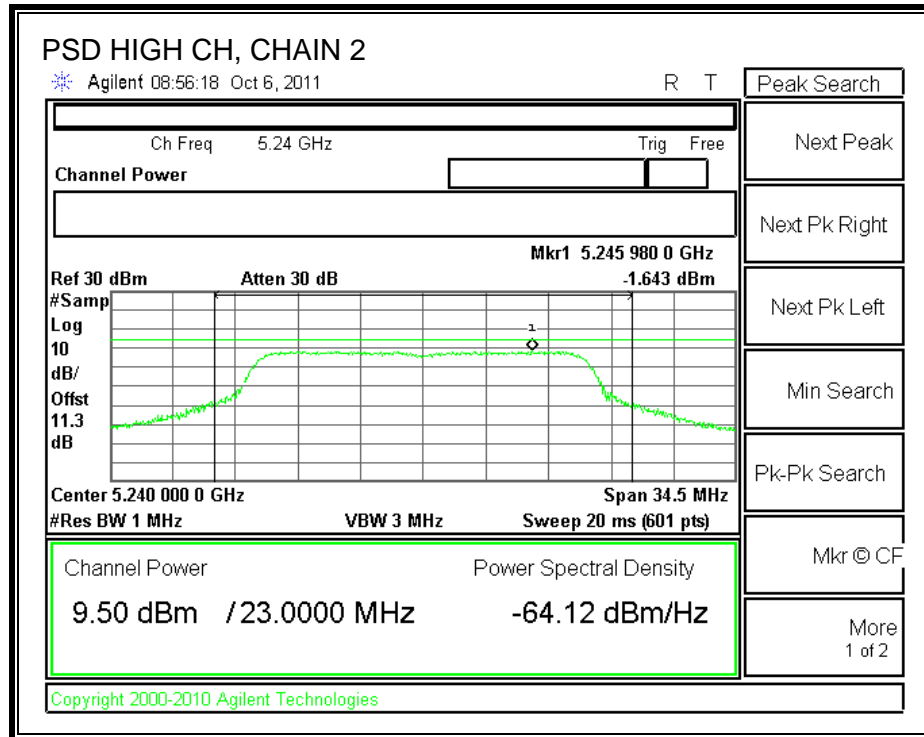 PSD HIGH CH, CHAIN 2
Agilent 08:56:18 Oct 6, 2011 R T
Peak Search
Ch Freq 5.24 GHz Trig Free
Channel Power
Mkr1 5.245 980 0 GHz
Ref 30 dBm Atten 30 dB -1.643 dBm
#Samp
Log
10
dB/
Offst
11.3
dB
1
Center 5.240 000 0 GHz Span 34.5 MHz
#Res BW 1 MHz VBW 3 MHz Sweep 20 ms (601 pts)
Channel Power Power Spectral Density
9.50 dBm / 23.0000 MHz -64.12 dBm/Hz
Next Peak
Next Pk Right
Next Pk Left
Min Search
Pk-Pk Search
Mkr © CF
More
1 of 2
Copyright 2000-2010 Agilent Technologies